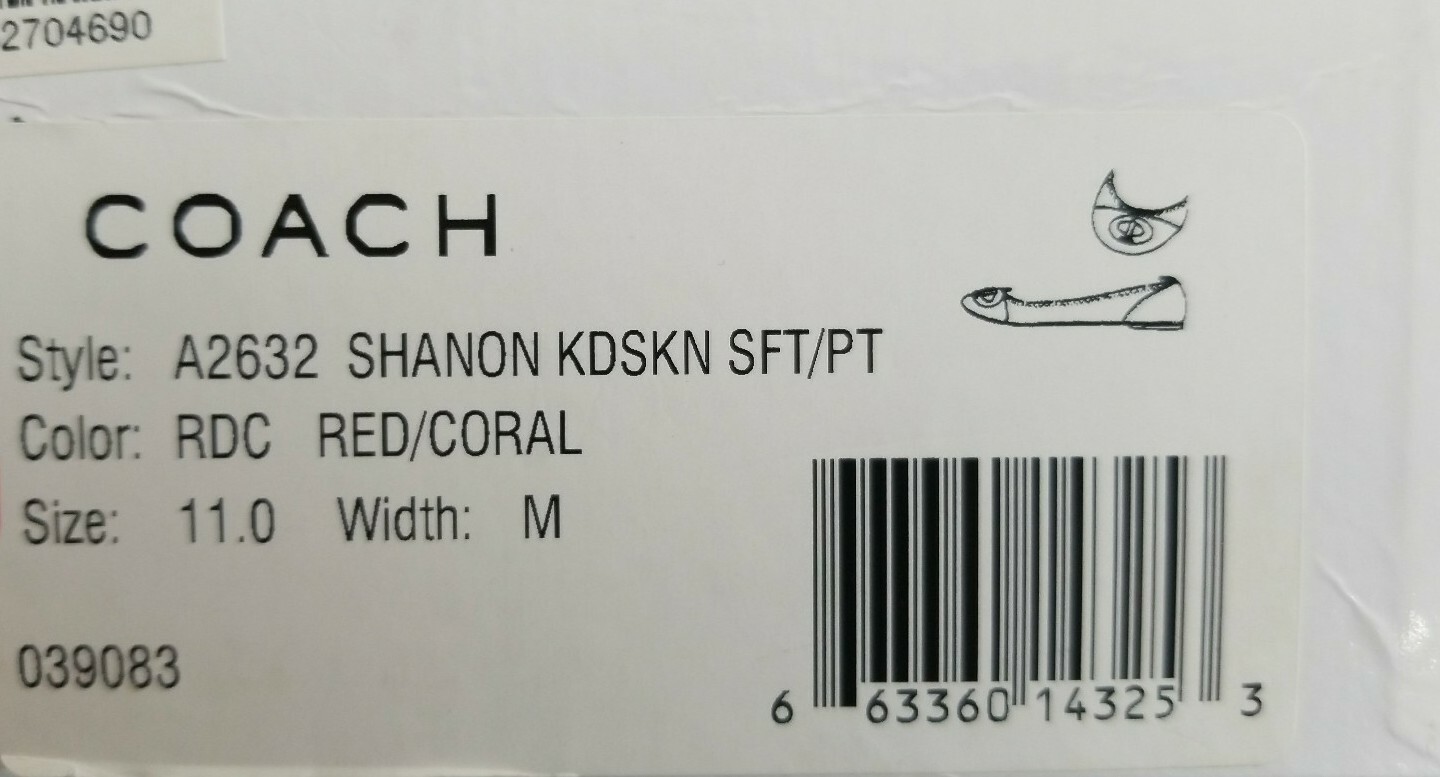 2704690
COACH
Style: A2632 SHANON KDSKN SFT/PT
Color: RDC RED/CORAL
Size: 11.0 Width: M
039083
6 63360 14325 3